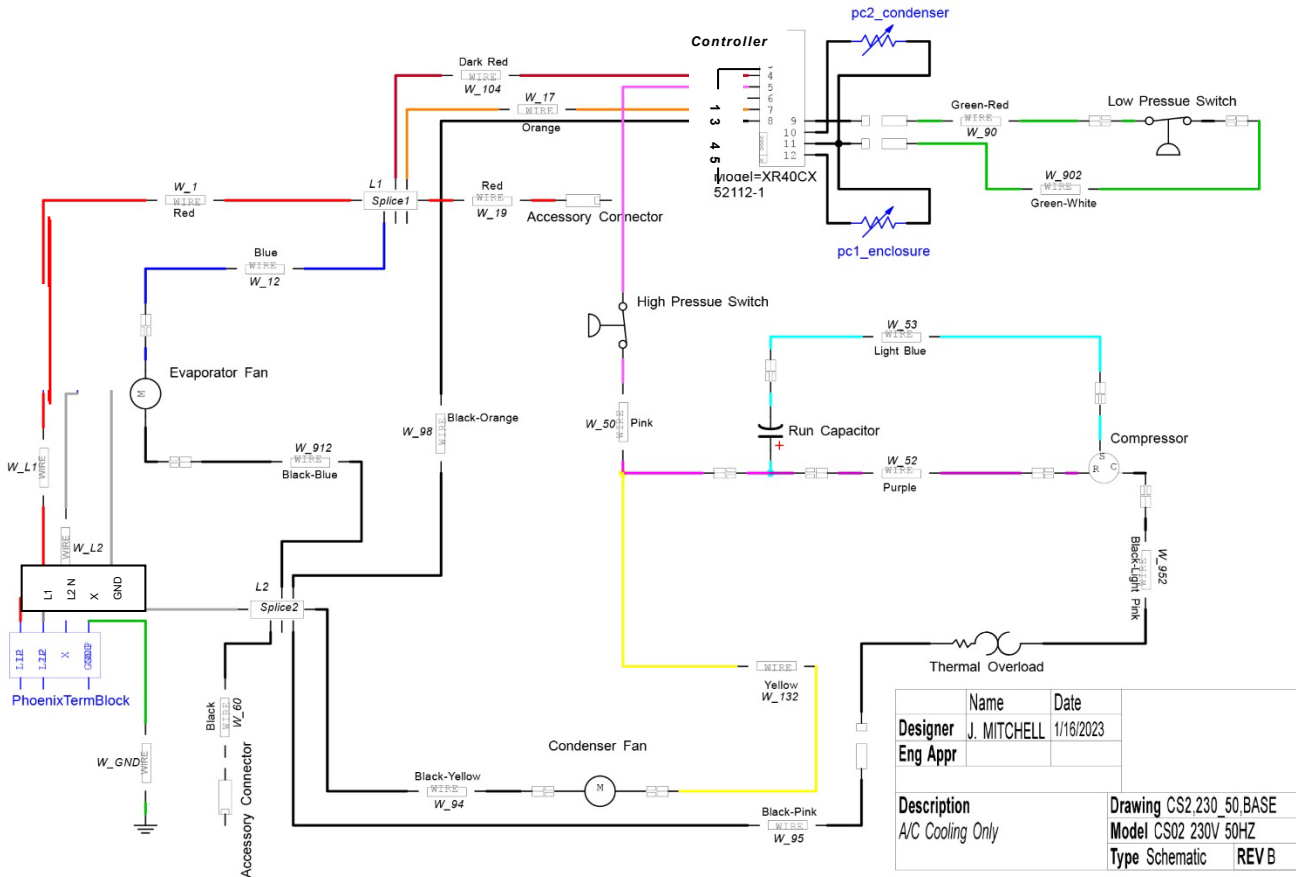 pc2_condenser
Controller
Dark Red
WIRE
W_104
W_17
WIRE
Orange
4
5
6
7
8
1
3
4
5
9
10
11
12
Green-Red
WIRE
W_90
Low Pressue Switch
W_902
WIRE
Green-White
Model=XR40CX
52112-1
pc1_enclosure
W_1
WIRE
Red
L1
Splice1
Red
WIRE
W_19
Accessory Connector
Blue
WIRE
W_12
High Pressue Switch
W_53
WIRE
Light Blue
Evaporator Fan
M
W_98
WIRE
Black-Orange
W_50
WIRE
Pink
Run Capacitor
+
Compressor
S
R
C
W_912
WIRE
Black-Blue
W_52
WIRE
Purple
W_L1
WIRE
WIRE
W_L2
L1
L2 N
X
GND
L2
Splice2
Black-Light Pink
WIRE
W_952
X
PhoenixTermBlock
Thermal Overload
WIRE
Yellow
W_132
Black
WIRE
W_60
W_GND
WIRE
Accessory Connector
Condenser Fan
M
Black-Yellow
WIRE
W_94
Black-Pink
WIRE
W_95
Name Date
Designer J. MITCHELL 1/16/2023
Eng Appr
Description
A/C Cooling Only
Drawing CS2,230_50,BASE
Model CS02 230V 50HZ
Type Schematic REV B